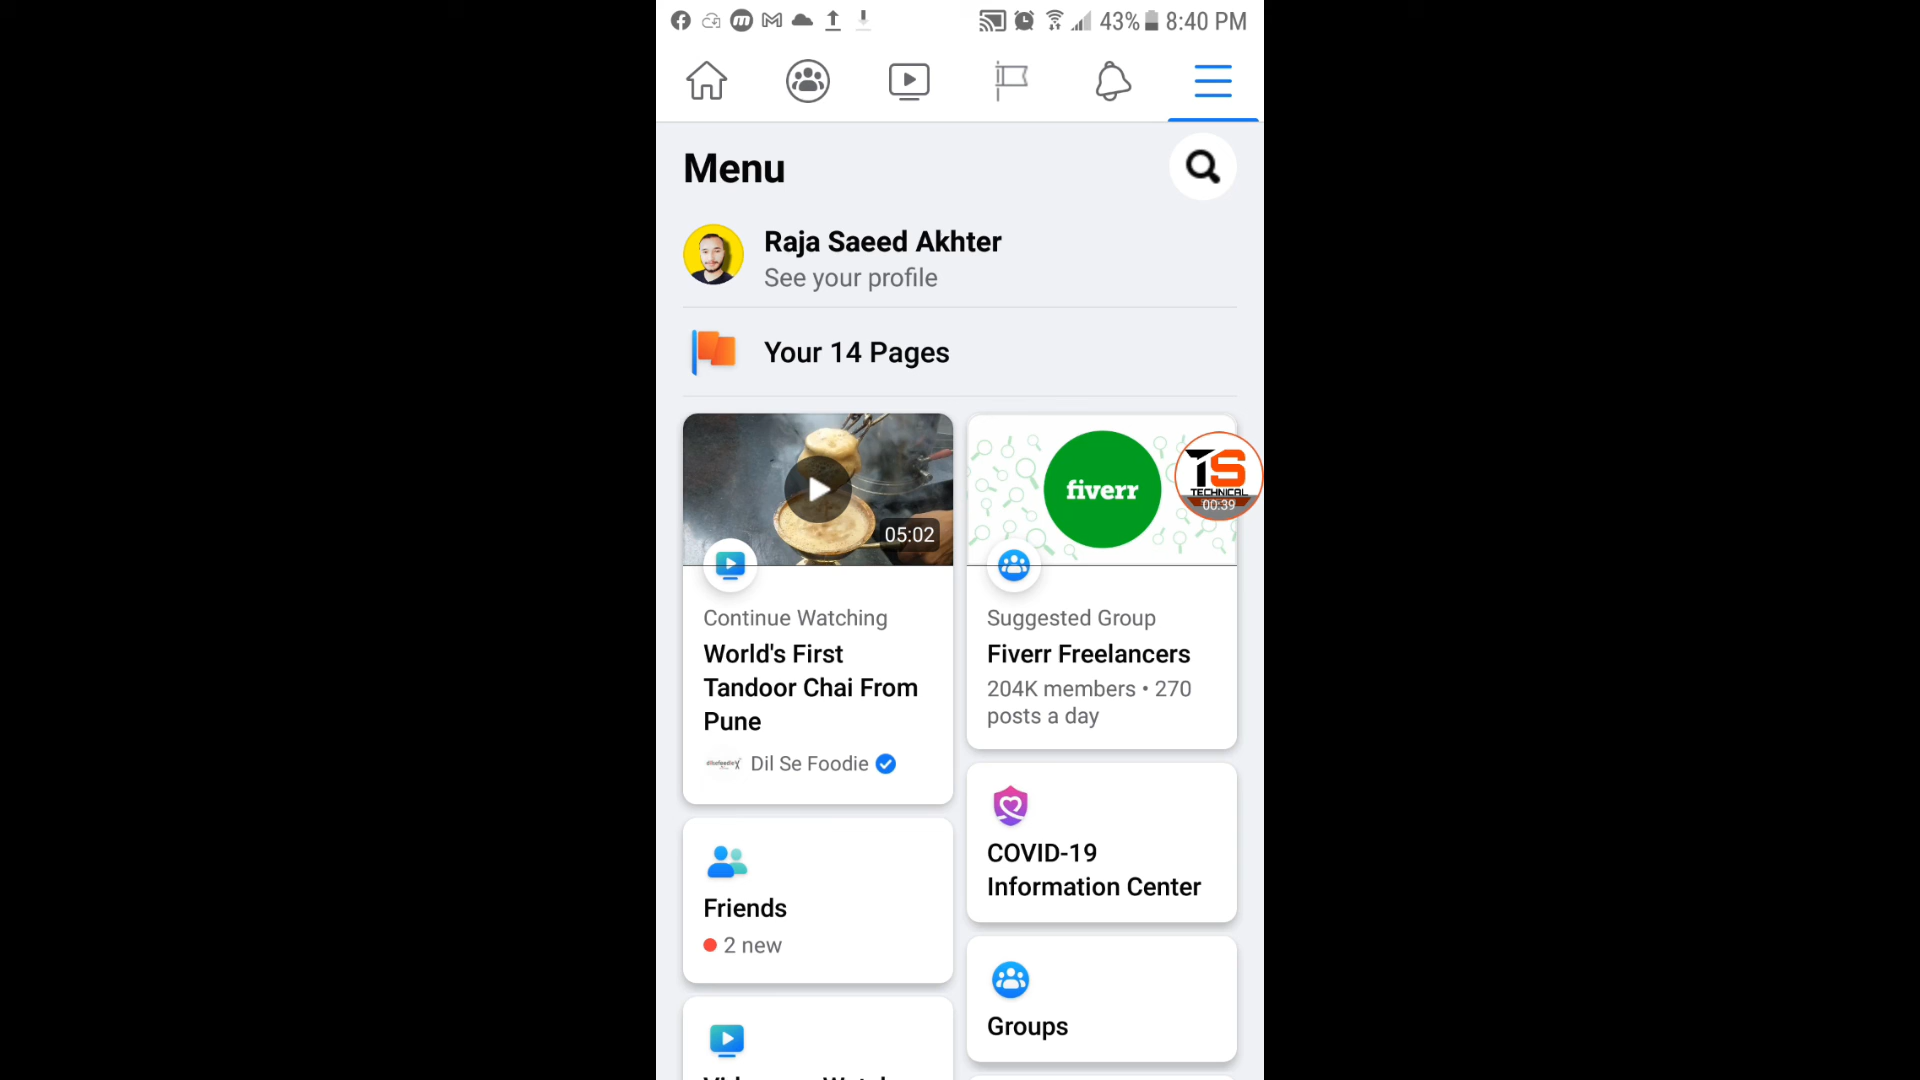 43% 8:40 PM
Menu
Raja Saeed Akhter
See your profile
Your 14 Pages
05:02
Continue Watching
World's First
Tandoor Chai From
Pune
Dil Se Foodie
fiverr
TS
TECHNICAL
00:39
Suggested Group
Fiverr Freelancers
204K members • 270
posts a day
COVID-19
Information Center
Friends
2 new
Groups